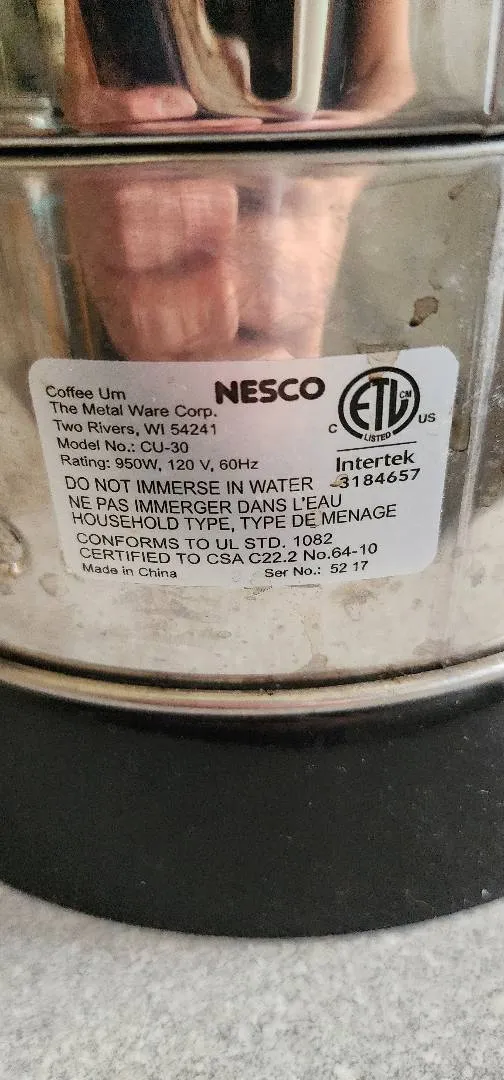 Coffee Urn
The Metal Ware Corp.
Two Rivers, WI 54241
Model No.: CU-30
Rating: 950W, 120 V, 60Hz
NESCO
ETL CM
C US
LISTED
Intertek
3184657
DO NOT IMMERSE IN WATER
NE PAS IMMERGER DANS L'EAU
HOUSEHOLD TYPE, TYPE DE MENAGE
CONFORMS TO UL STD. 1082
CERTIFIED TO CSA C22.2 No.64-10
Made in China Ser No.: 52 17